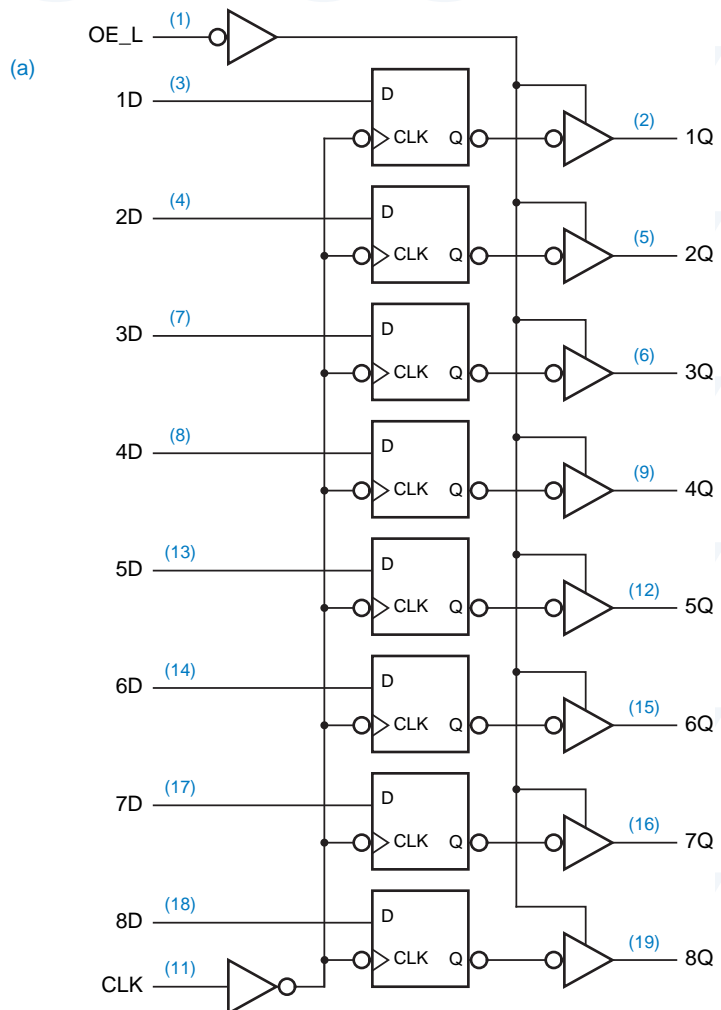 OE_L (1)
(a)
1D (3) D
CLK Q (2) 1Q
2D (4) D
CLK Q (5) 2Q
3D (7) D
CLK Q (6) 3Q
4D (8) D
CLK Q (9) 4Q
5D (13) D
CLK Q (12) 5Q
6D (14) D
CLK Q (15) 6Q
7D (17) D
CLK Q (16) 7Q
8D (18) D
CLK Q (19) 8Q
CLK (11)